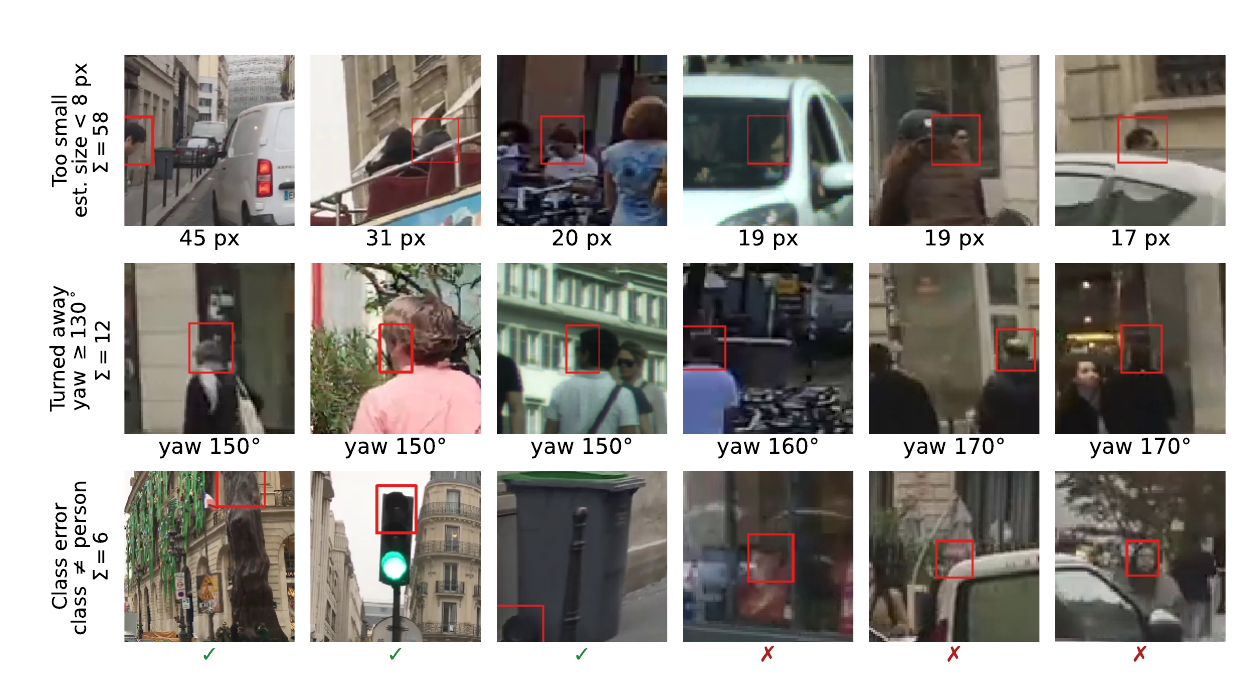 Too small
est. size < 8 px
Σ = 58
45 px
31 px
20 px
19 px
19 px
17 px
Turned away
yaw ≥ 130°
Σ = 12
yaw 150°
yaw 150°
yaw 150°
yaw 160°
yaw 170°
yaw 170°
Class error
class ≠ person
Σ = 6
✓
✓
✓
✗
✗
✗